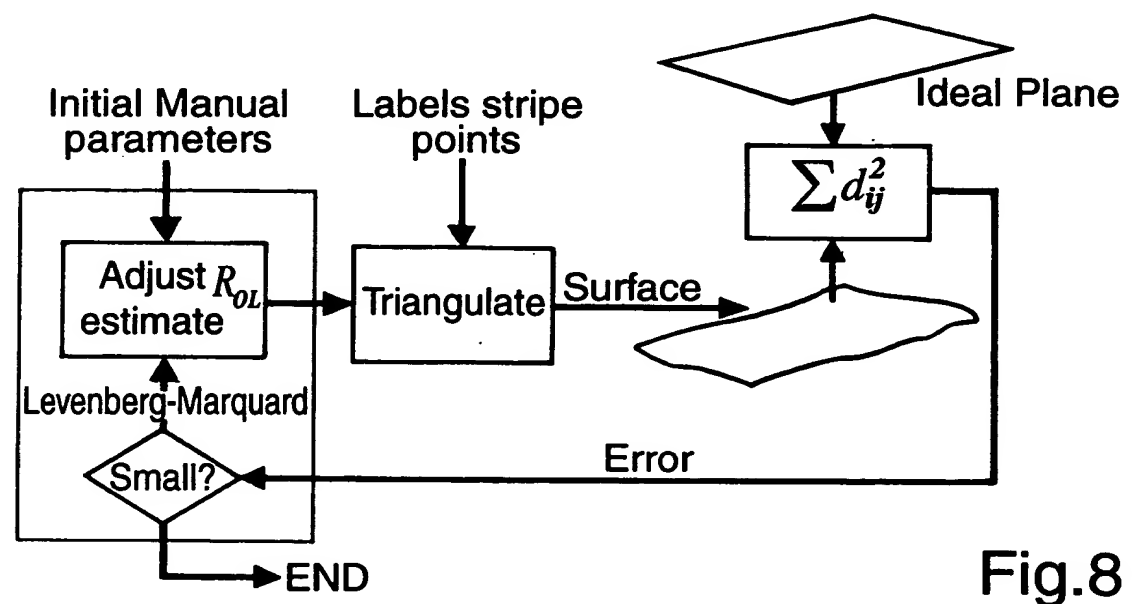 Initial Manual
parameters
Labels stripe
points
Ideal Plane
∑ d²ᵢⱼ
Adjust R_OL
estimate
Triangulate
Surface
Levenberg-Marquard
Small?
Error
END
Fig.8